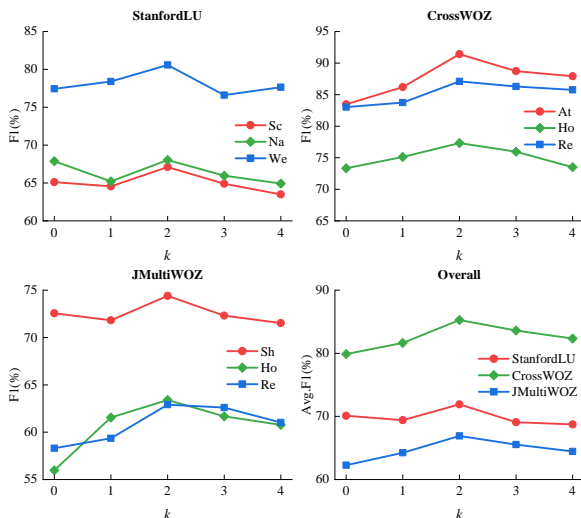 StanfordLU
85
80
75
70
65
60
F1(%)
Sc
Na
We
0 1 2 3 4
k
CrossWOZ
95
90
85
80
75
70
65
F1(%)
At
Ho
Re
0 1 2 3 4
k
JMultiWOZ
75
70
65
60
55
F1(%)
Sh
Ho
Re
0 1 2 3 4
k
Overall
90
80
70
60
Avg.F1(%)
StanfordLU
CrossWOZ
JMultiWOZ
0 1 2 3 4
k